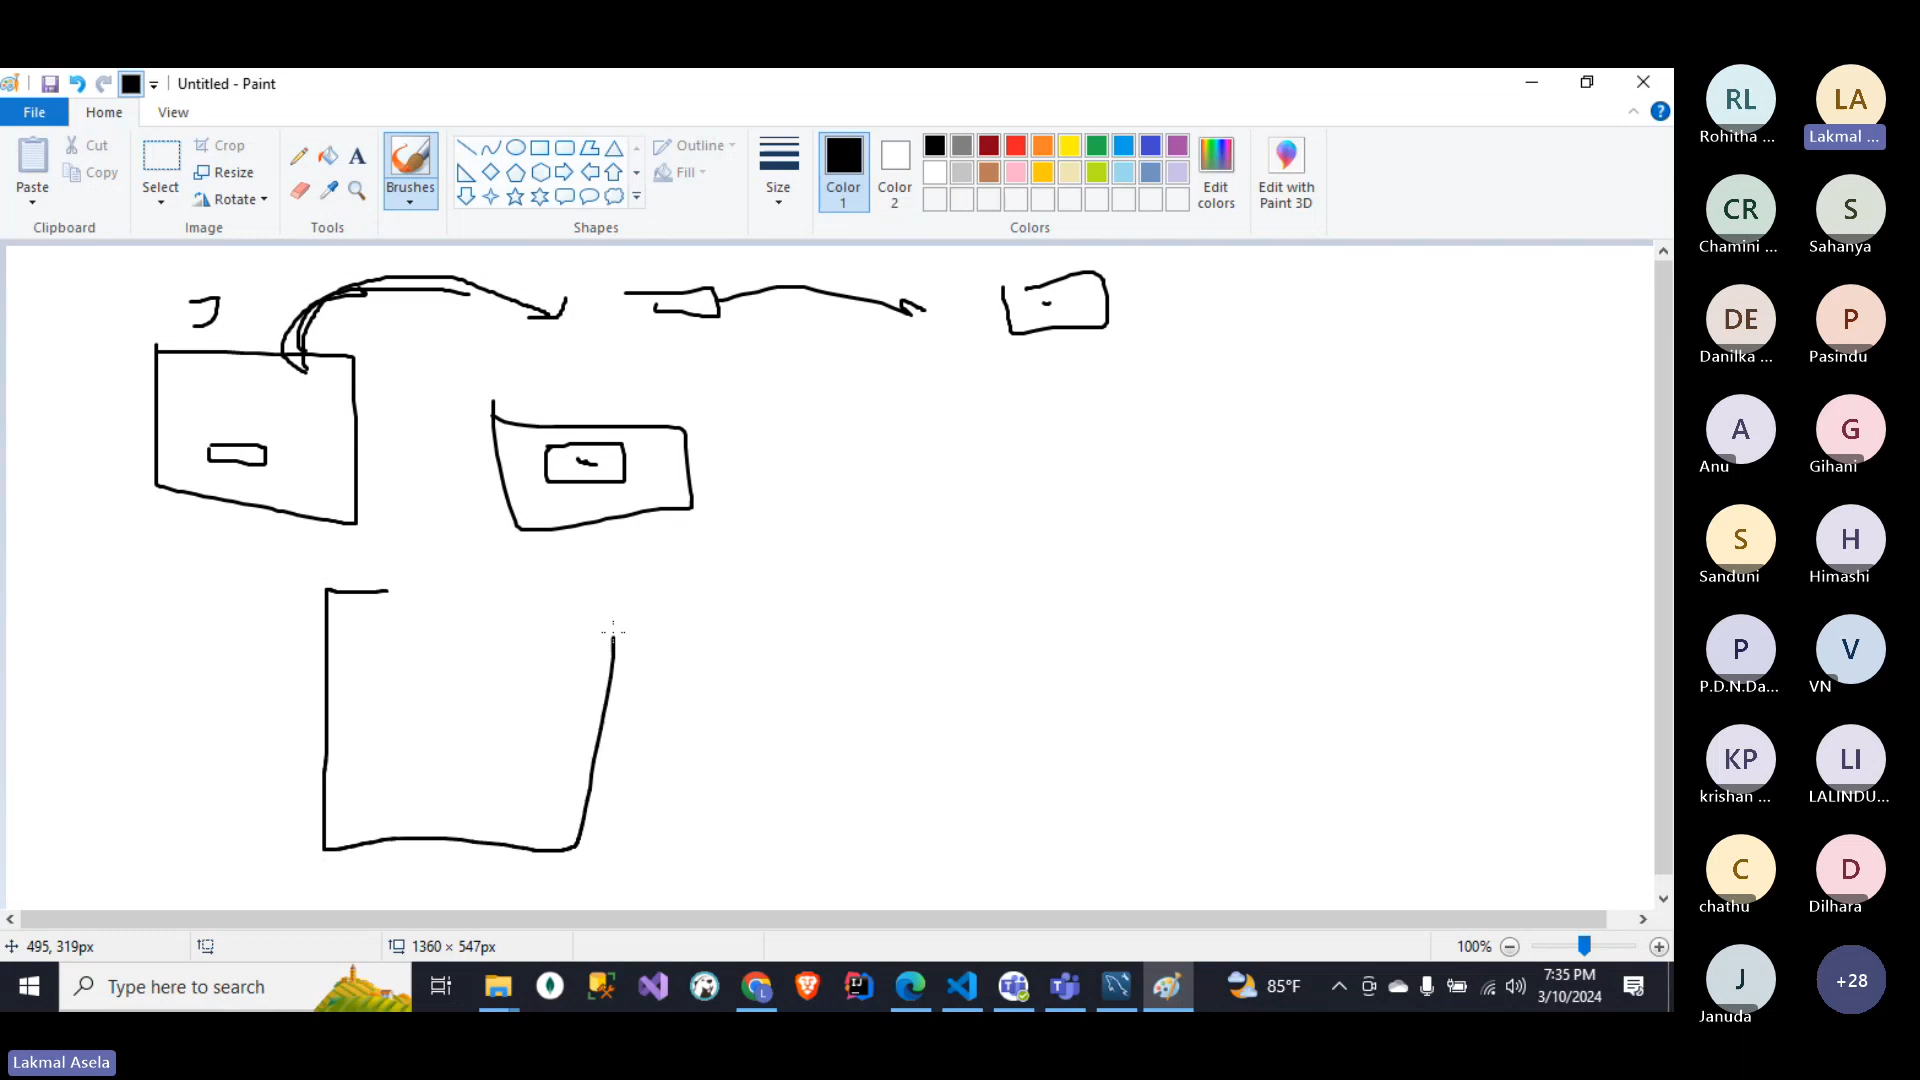 Untitled - Paint
File Home View
Paste
Cut
Copy
Clipboard
Select
Crop
Resize
Rotate
Image
A
Tools
Brushes
Shapes
Outline
Fill
Size
Color 1
Color 2
Edit colors
Edit with Paint 3D
Colors
495, 319px
1360 × 547px
100%
Type here to search
85°F
7:35 PM
3/10/2024
RL
Rohitha ...
LA
Lakmal ...
CR
Chamini ...
S
Sahanya
DE
Danilka ...
P
Pasindu
A
Anu
G
Gihani
S
Sanduni
H
Himashi
P
P.D.N.Da...
V
VN
KP
krishan ...
LI
LALINDU...
C
chathu
D
Dilhara
J
Januda
+28
Lakmal Asela